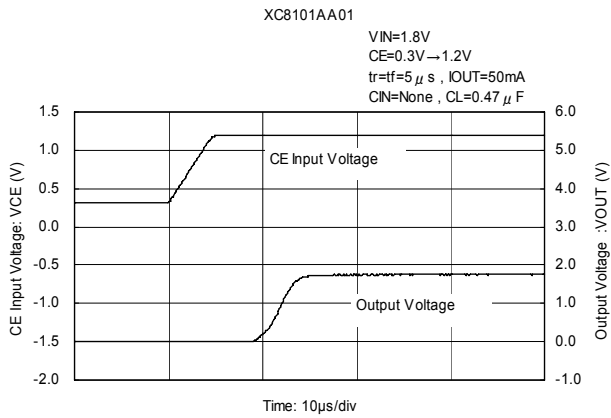 XC8101AA01
VIN=1.8V
CE=0.3V→1.2V
tr=tf=5μs , IOUT=50mA
CIN=None , CL=0.47μF
CE Input Voltage: VCE (V)
1.5
1.0
0.5
0.0
-0.5
-1.0
-1.5
-2.0
CE Input Voltage
Output Voltage
6.0
5.0
4.0
3.0
2.0
1.0
0.0
-1.0
Output Voltage :VOUT (V)
Time: 10μs/div